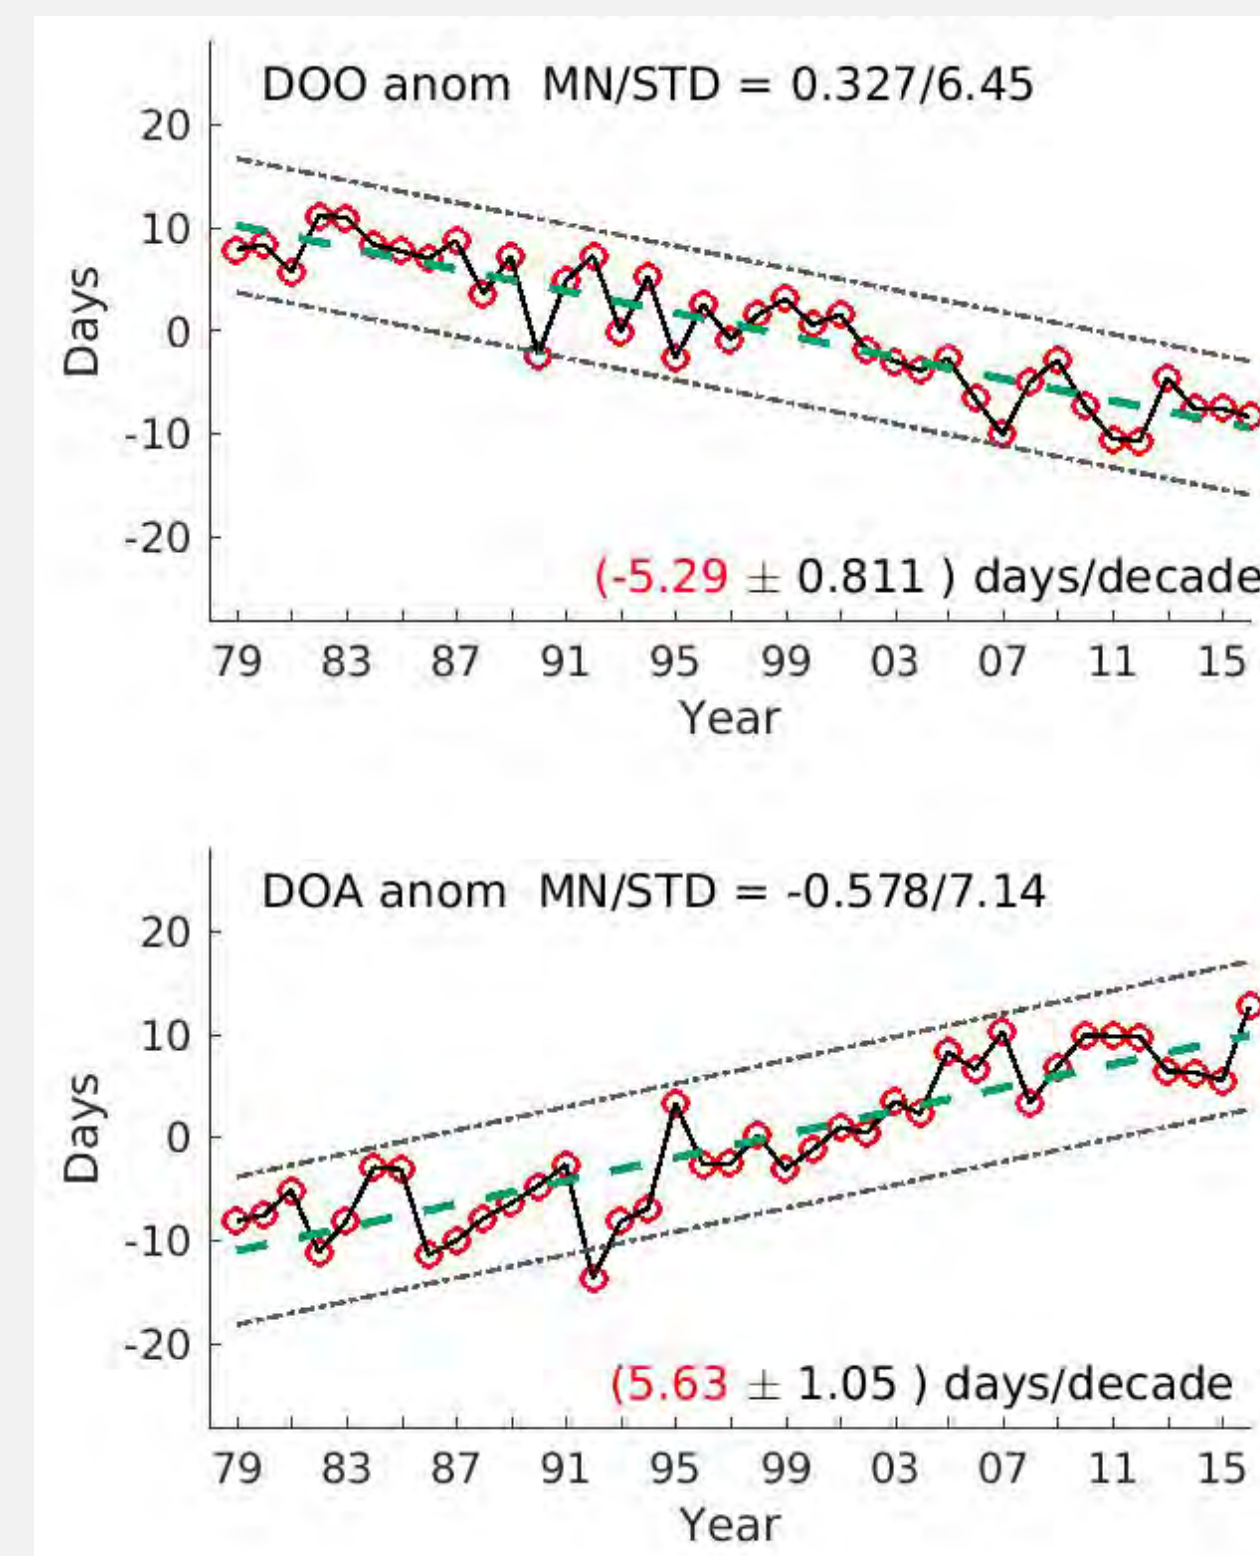 DOO anom MN/STD = 0.327/6.45
20
10
0
-10
-20
Days
(-5.29 ± 0.811 ) days/decade
79 83 87 91 95 99 03 07 11 15
Year
DOA anom MN/STD = -0.578/7.14
20
10
0
-10
-20
Days
(5.63 ± 1.05 ) days/decade
79 83 87 91 95 99 03 07 11 15
Year